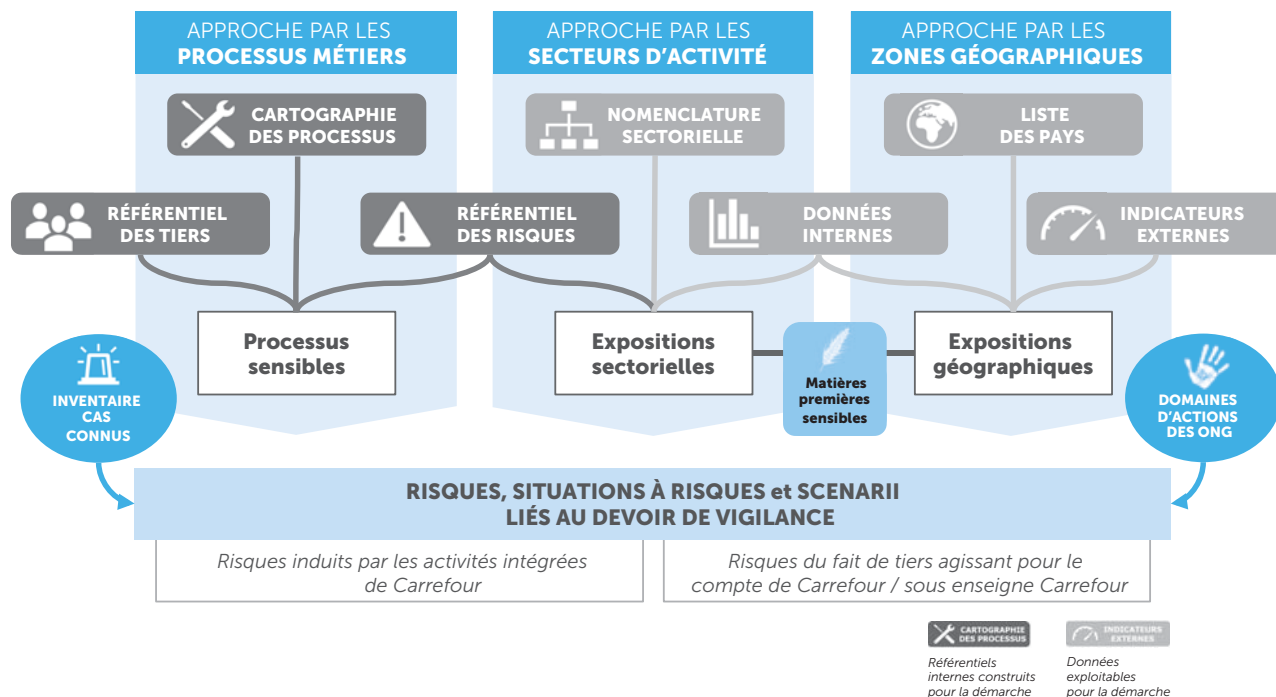 APPROCHE PAR LES
PROCESSUS MÉTIERS
APPROCHE PAR LES
SECTEURS D'ACTIVITÉ
APPROCHE PAR LES
ZONES GÉOGRAPHIQUES
CARTOGRAPHIE
DES PROCESSUS
NOMENCLATURE
SECTORIELLE
LISTE
DES PAYS
RÉFÉRENTIEL
DES TIERS
RÉFÉRENTIEL
DES RISQUES
DONNÉES
INTERNES
INDICATEURS
EXTERNES
Processus
sensibles
Expositions
sectorielles
Matières
premières
sensibles
Expositions
géographiques
INVENTAIRE
CAS
CONNUS
DOMAINES
D'ACTIONS
DES ONG
RISQUES, SITUATIONS À RISQUES et SCENARII
LIÉS AU DEVOIR DE VIGILANCE
Risques induits par les activités intégrées
de Carrefour
Risques du fait de tiers agissant pour le
compte de Carrefour / sous enseigne Carrefour
CARTOGRAPHIE
DES PROCESSUS
Référentiels
internes construits
pour la démarche
INDICATEURS
EXTERNES
Données
exploitables
pour la démarche